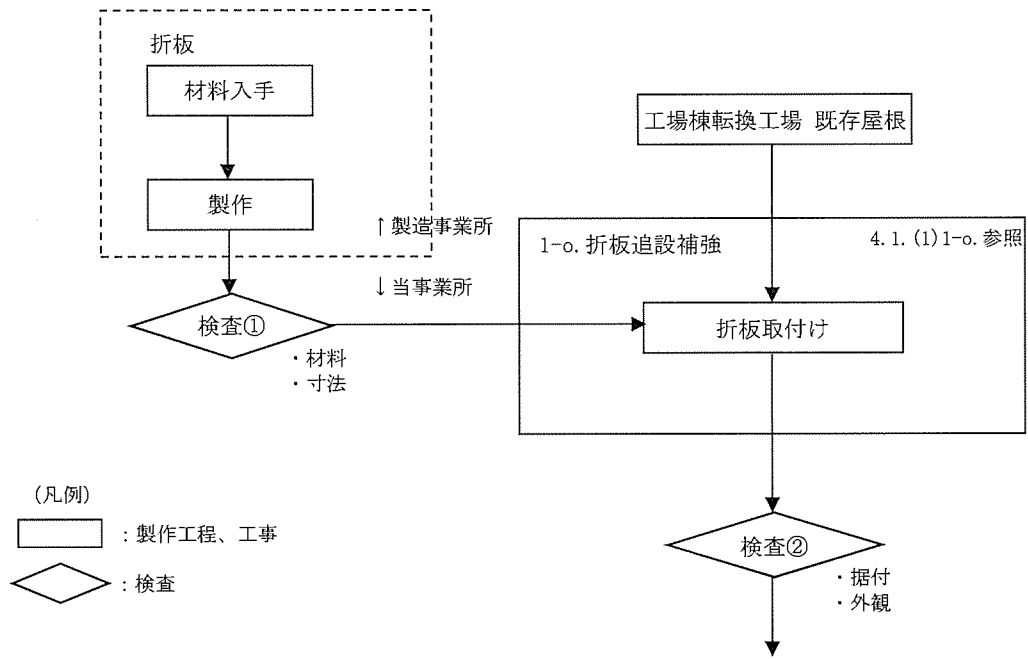 折板
材料入手
製作
↑製造事業所
↓当事業所
検査①
・材料
・寸法
工場棟転換工場 既存屋根
1-o.折板追設補強
4.1.(1)1-o.参照
折板取付け
検査②
・据付
・外観
(凡例)
：製作工程、工事
：検査